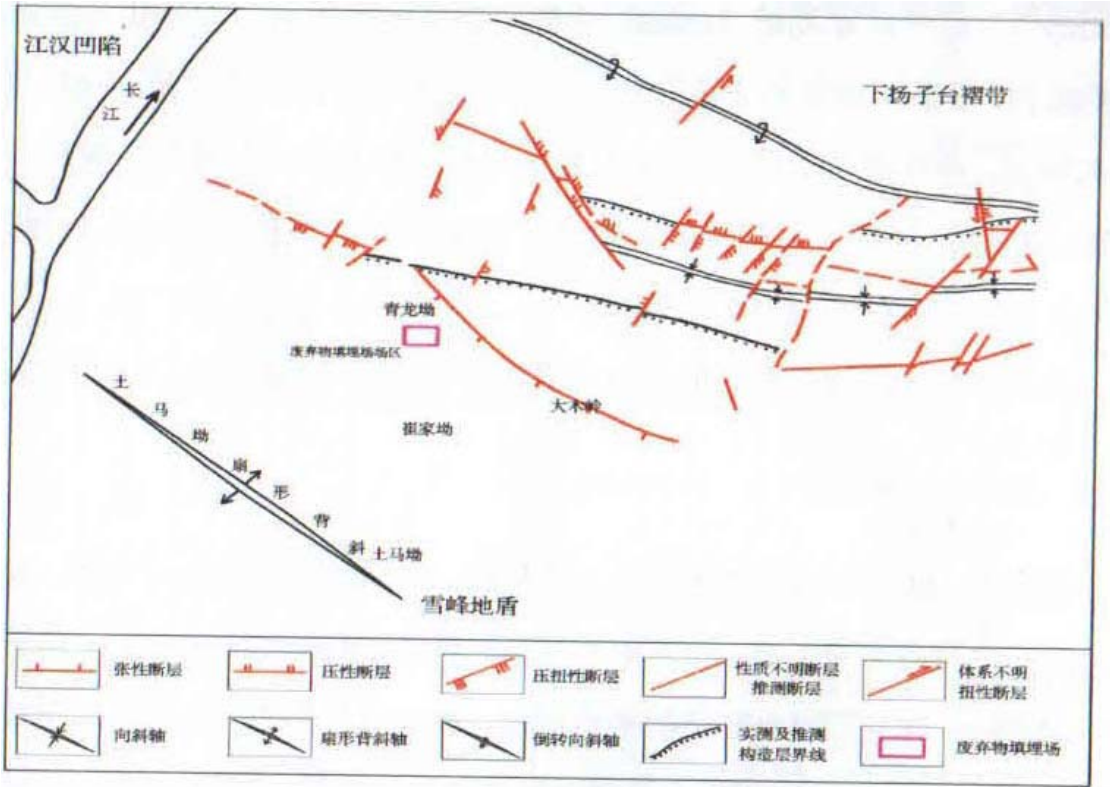 江汉凹陷
长江
下扬子台褶带
青龙坳
废弃物填埋场场区
大木岭
崔家坳
土马坳扇形背斜
土马坳
雪峰地盾
张性断层
压性断层
压扭性断层
性质不明断层
推测断层
体系不明
扭性断层
向斜轴
扇形背斜轴
倒转向斜轴
实测及推测
构造层界线
废弃物填埋场